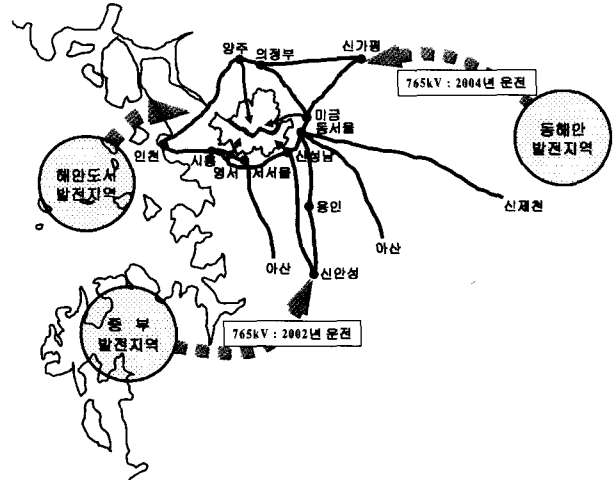 양주
의정부
신가평
765kV : 2004년 운전
동해안
발전지역
마금
동서울
인천
시흥
영서
서서울
신성남
해안도서
발전지역
용인
신제천
아산
아산
신안성
중 부
발전지역
765kV : 2002년 운전